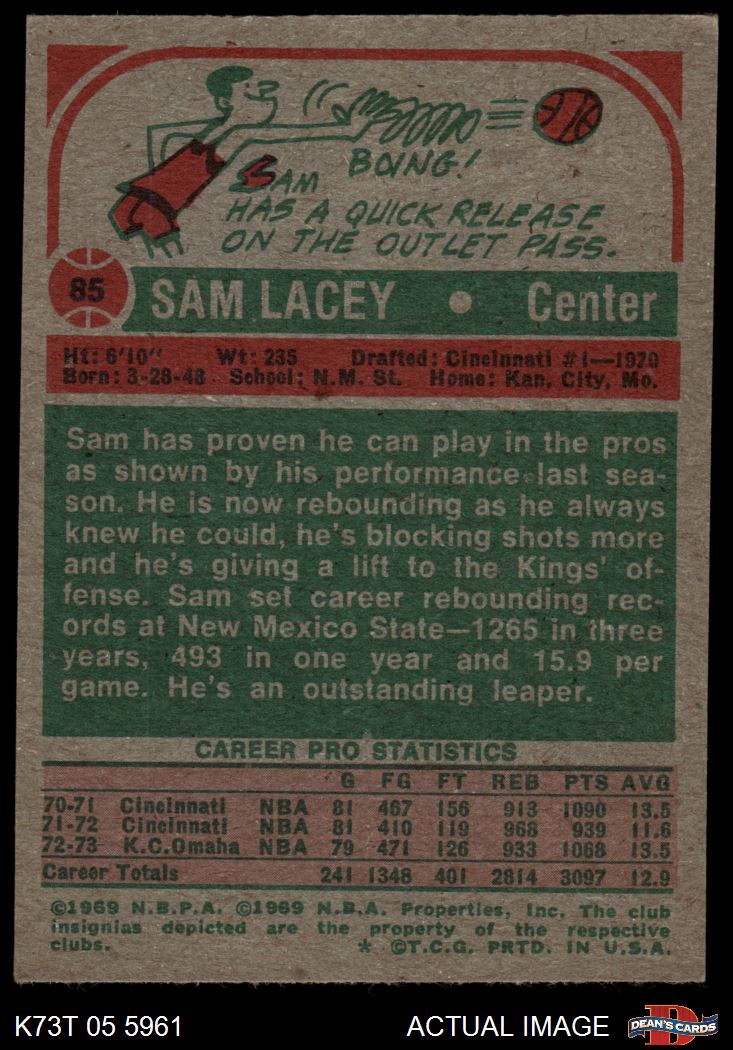 BOING!
SAM
HAS A QUICK RELEASE
ON THE OUTLET PASS.
85
SAM LACEY • Center
Ht: 6'10" Wt: 235 Drafted: Cincinnati #1—1970
Born: 3-28-48 School: N.M. St. Home: Kan. City, Mo.
Sam has proven he can play in the pros
as shown by his performance last sea-
son. He is now rebounding as he always
knew he could, he's blocking shots more
and he's giving a lift to the Kings' of-
fense. Sam set career rebounding rec-
ords at New Mexico State—1265 in three
years, 493 in one year and 15.9 per
game. He's an outstanding leaper.
CAREER PRO STATISTICS
G FG FT REB PTS AVG
70-71 Cincinnati NBA 81 467 156 913 1090 13.5
71-72 Cincinnati NBA 81 410 119 968 939 11.6
72-73 K.C. Omaha NBA 79 471 126 933 1068 13.5
Career Totals 241 1348 401 2814 3097 12.9
©1969 N.B.P.A. ©1969 N.B.A. Properties, Inc. The club
insignias depicted are the property of the respective
clubs. * ©T.C.G. PRTD. IN U.S.A.
K73T 05 5961 ACTUAL IMAGE DEAN'S CARDS